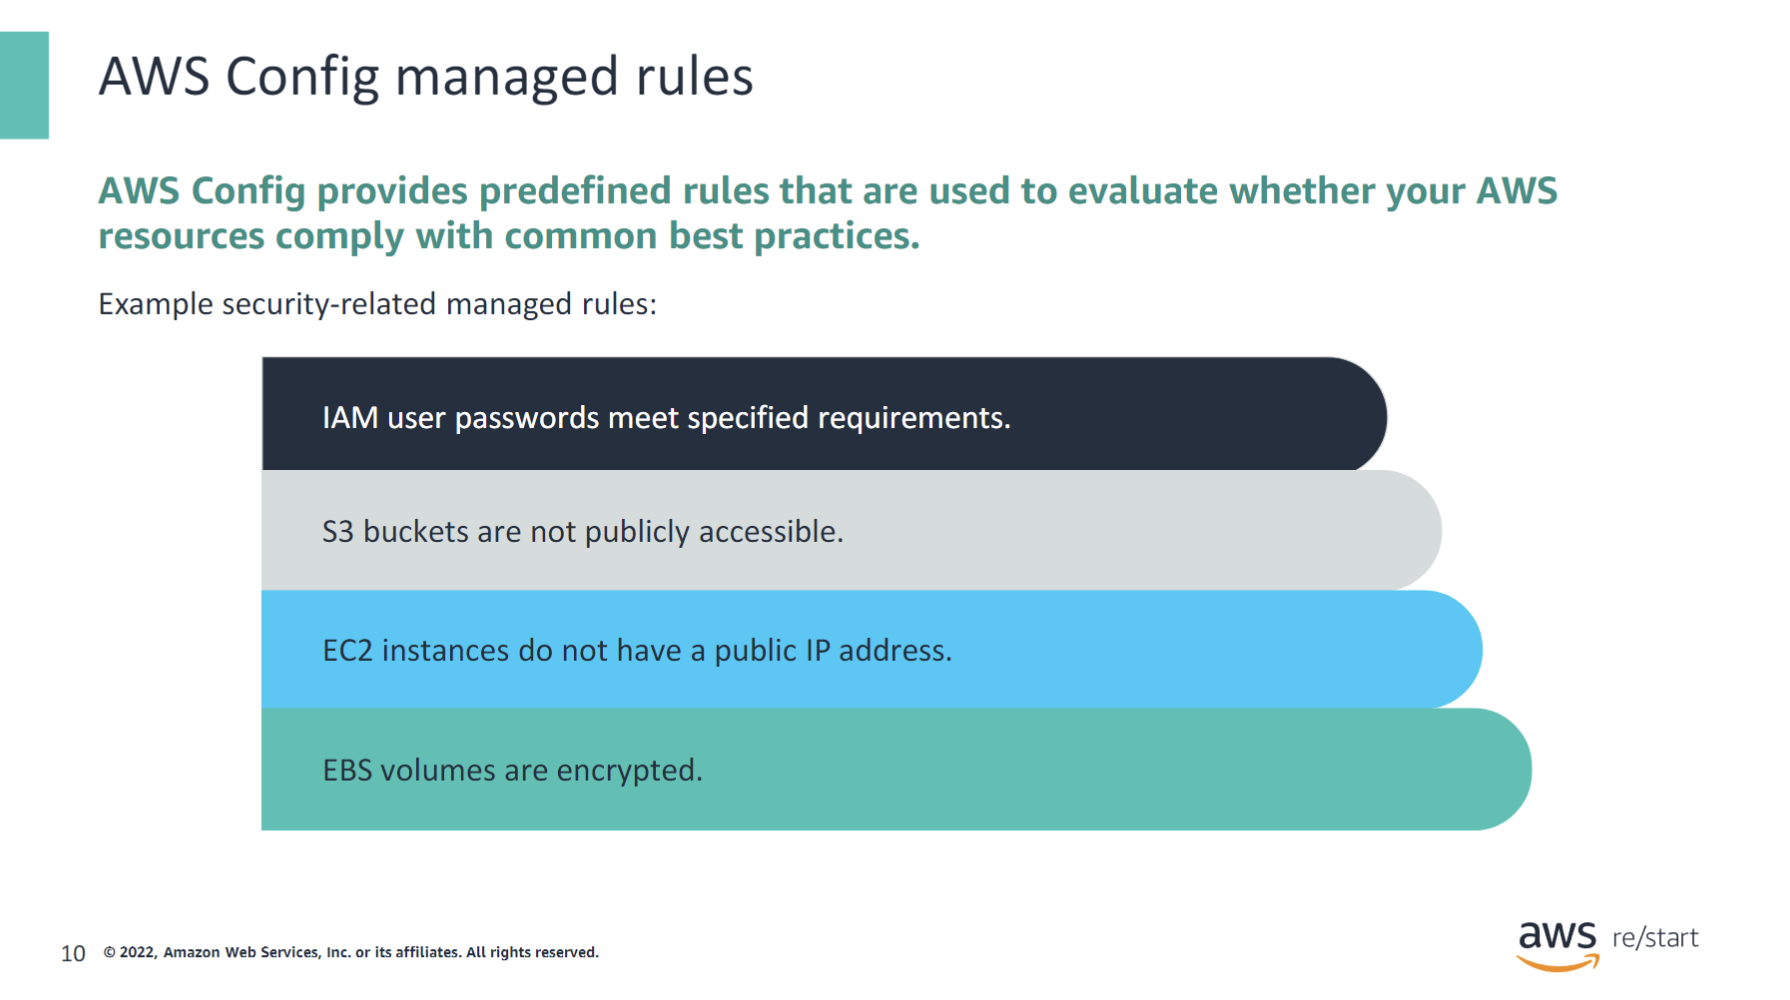 AWS Config managed rules
AWS Config provides predefined rules that are used to evaluate whether your AWS
resources comply with common best practices.
Example security-related managed rules:
IAM user passwords meet specified requirements.
S3 buckets are not publicly accessible.
EC2 instances do not have a public IP address.
EBS volumes are encrypted.
10 © 2022, Amazon Web Services, Inc. or its affiliates. All rights reserved.
aws re/start